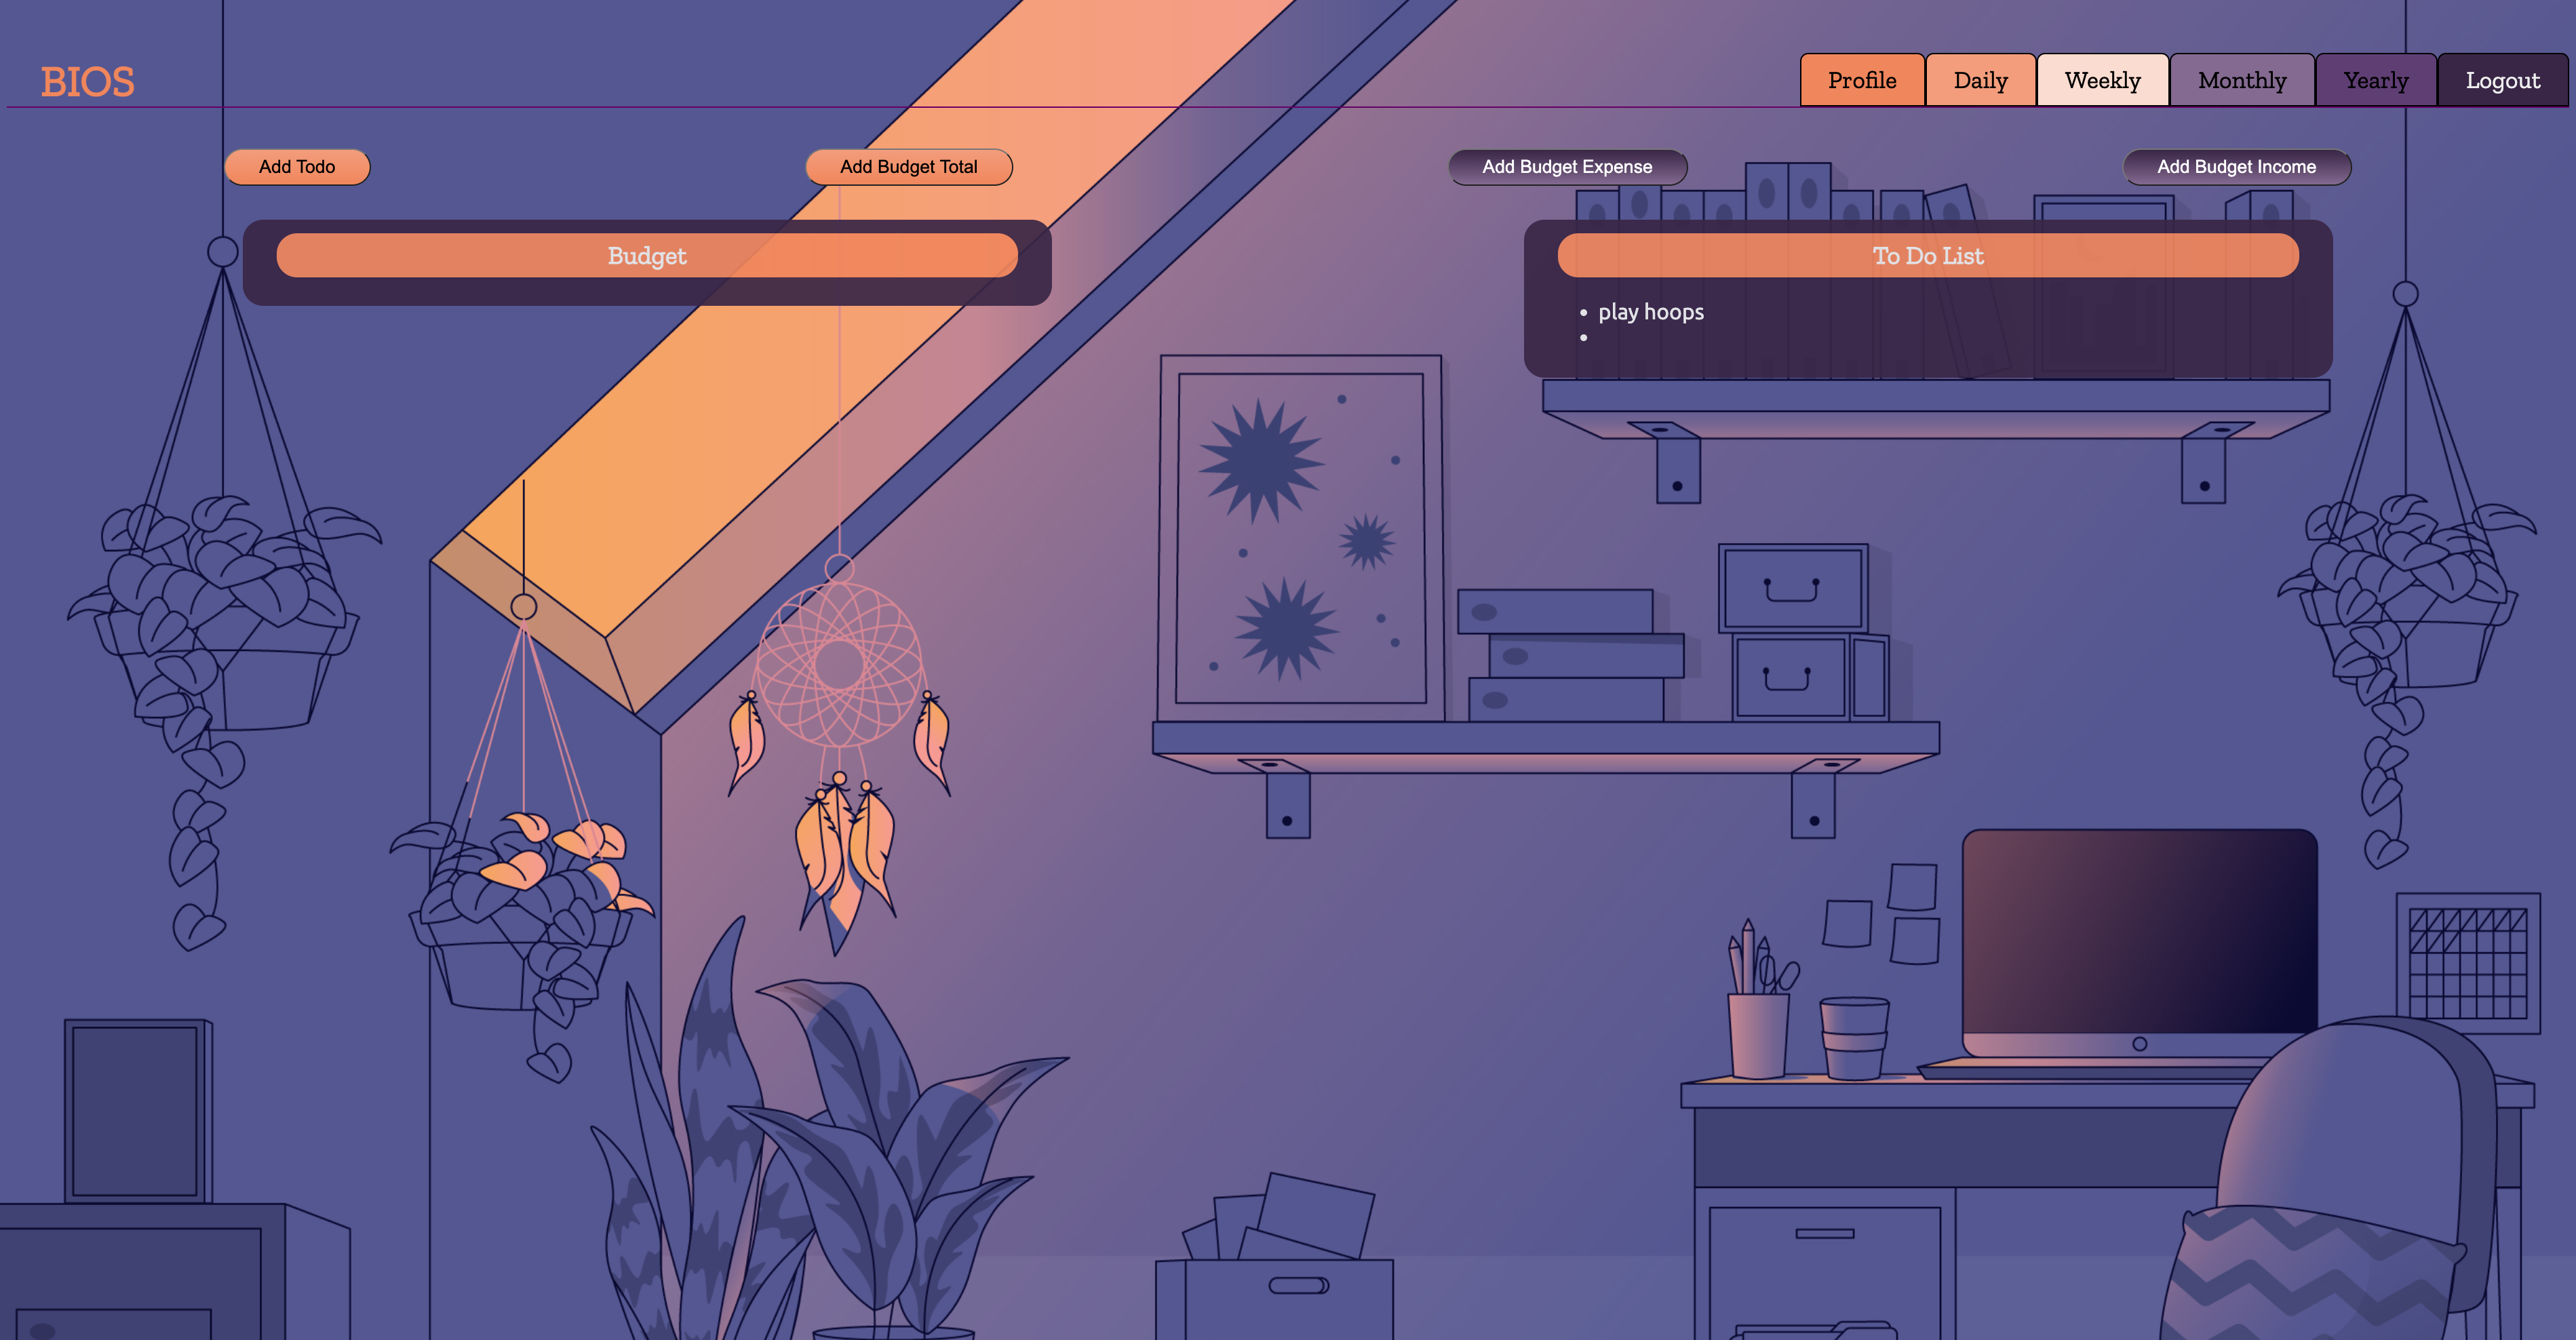 BIOS
Profile
Daily
Weekly
Monthly
Yearly
Logout
Add Todo
Add Budget Total
Add Budget Expense
Add Budget Income
Budget
To Do List
play hoops